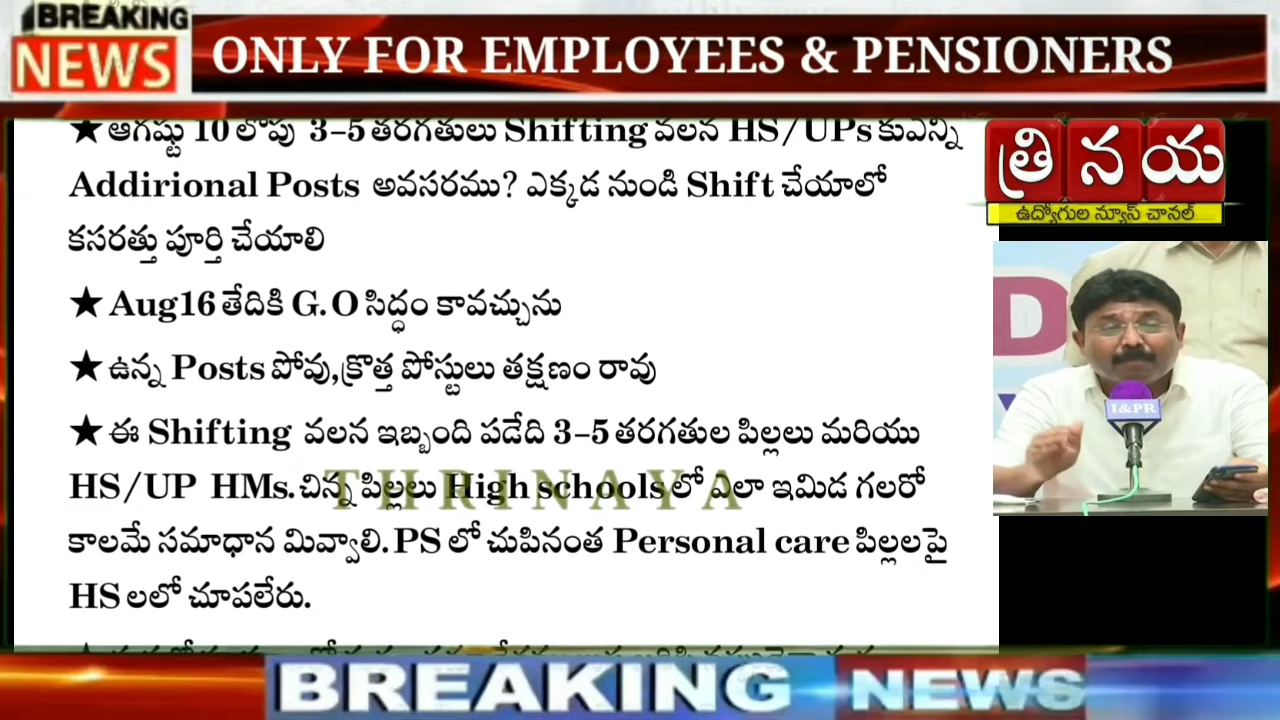 BREAKING
NEWS
ONLY FOR EMPLOYEES & PENSIONERS
★ ఆగష్టు 10 లోపు 3-5 తరగతులు Shifting వలన HS/UPs కుఎన్ని
Addirional Posts అవసరము? ఎక్కడ నుండి Shift చేయాలో
కసరత్తు పూర్తి చేయాలి
★ Aug16 తేదికి G.O సిద్ధం కావచ్చును
★ ఉన్న Posts పోవు,క్రొత్త పోస్టులు తక్షణం రావు
★ ఈ Shifting వలన ఇబ్బంది పడేది 3-5 తరగతుల పిల్లలు మరియు
HS/UP HMs.చిన్న పిల్లలు High schools లో ఎలా ఇమిడ గలరో
కాలమే సమాధాన మివ్వాలి.PS లో చుపినంత Personal care పిల్లలపై
HS లలో చూపలేరు.
THRINAYA
త్రినయ
ఉద్యోగుల న్యూస్ చానల్
D
I&PR
BREAKING NEWS